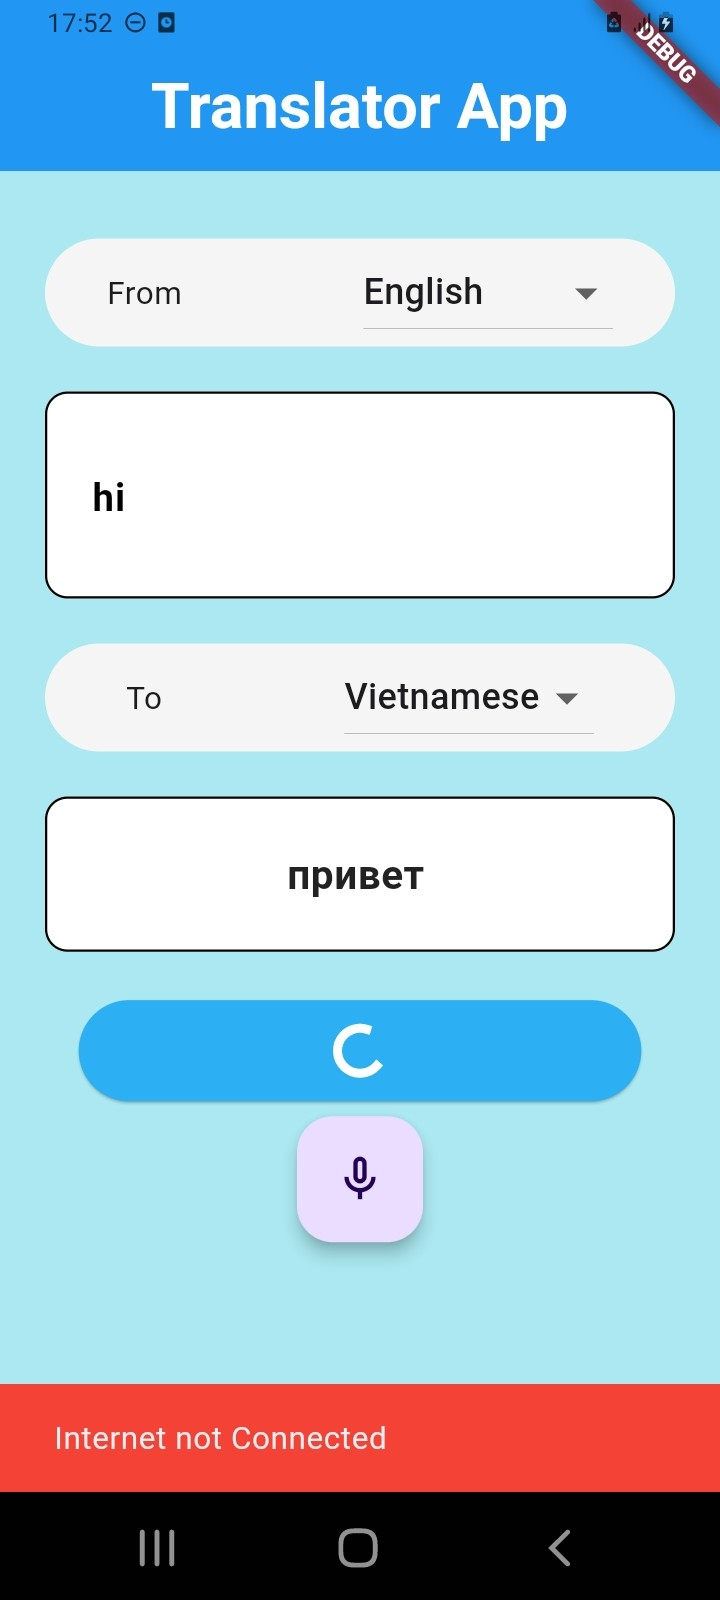 17:52
DEBUG
Translator App
From English
hi
To Vietnamese
привет
Internet not Connected